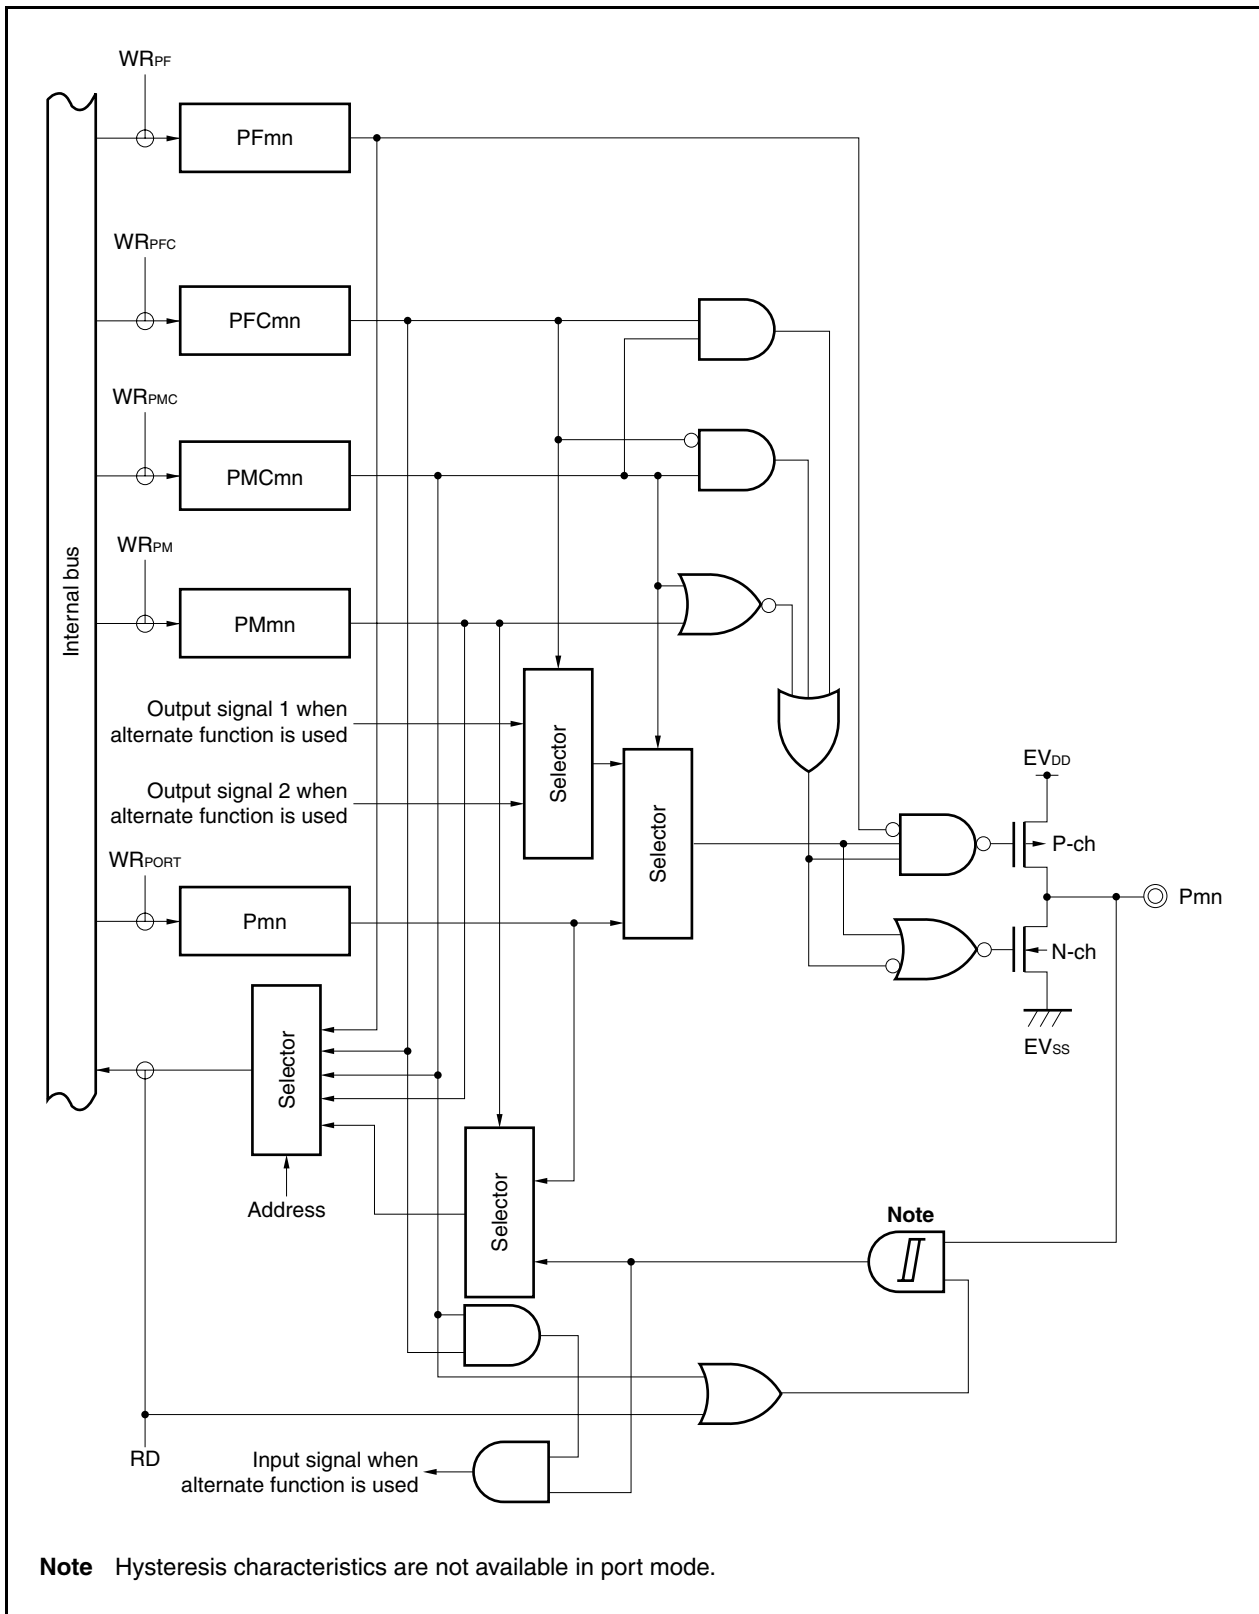 WRPF
PFmn
WRPFC
PFCmn
WRPMC
PMCmn
WRPM
PMmn
Internal bus
Output signal 1 when
alternate function is used
Output signal 2 when
alternate function is used
Selector
Selector
WRPORT
Pmn
EVDD
P-ch
Pmn
N-ch
EVSS
Selector
Address
Selector
Note
RD
Input signal when
alternate function is used
Note Hysteresis characteristics are not available in port mode.